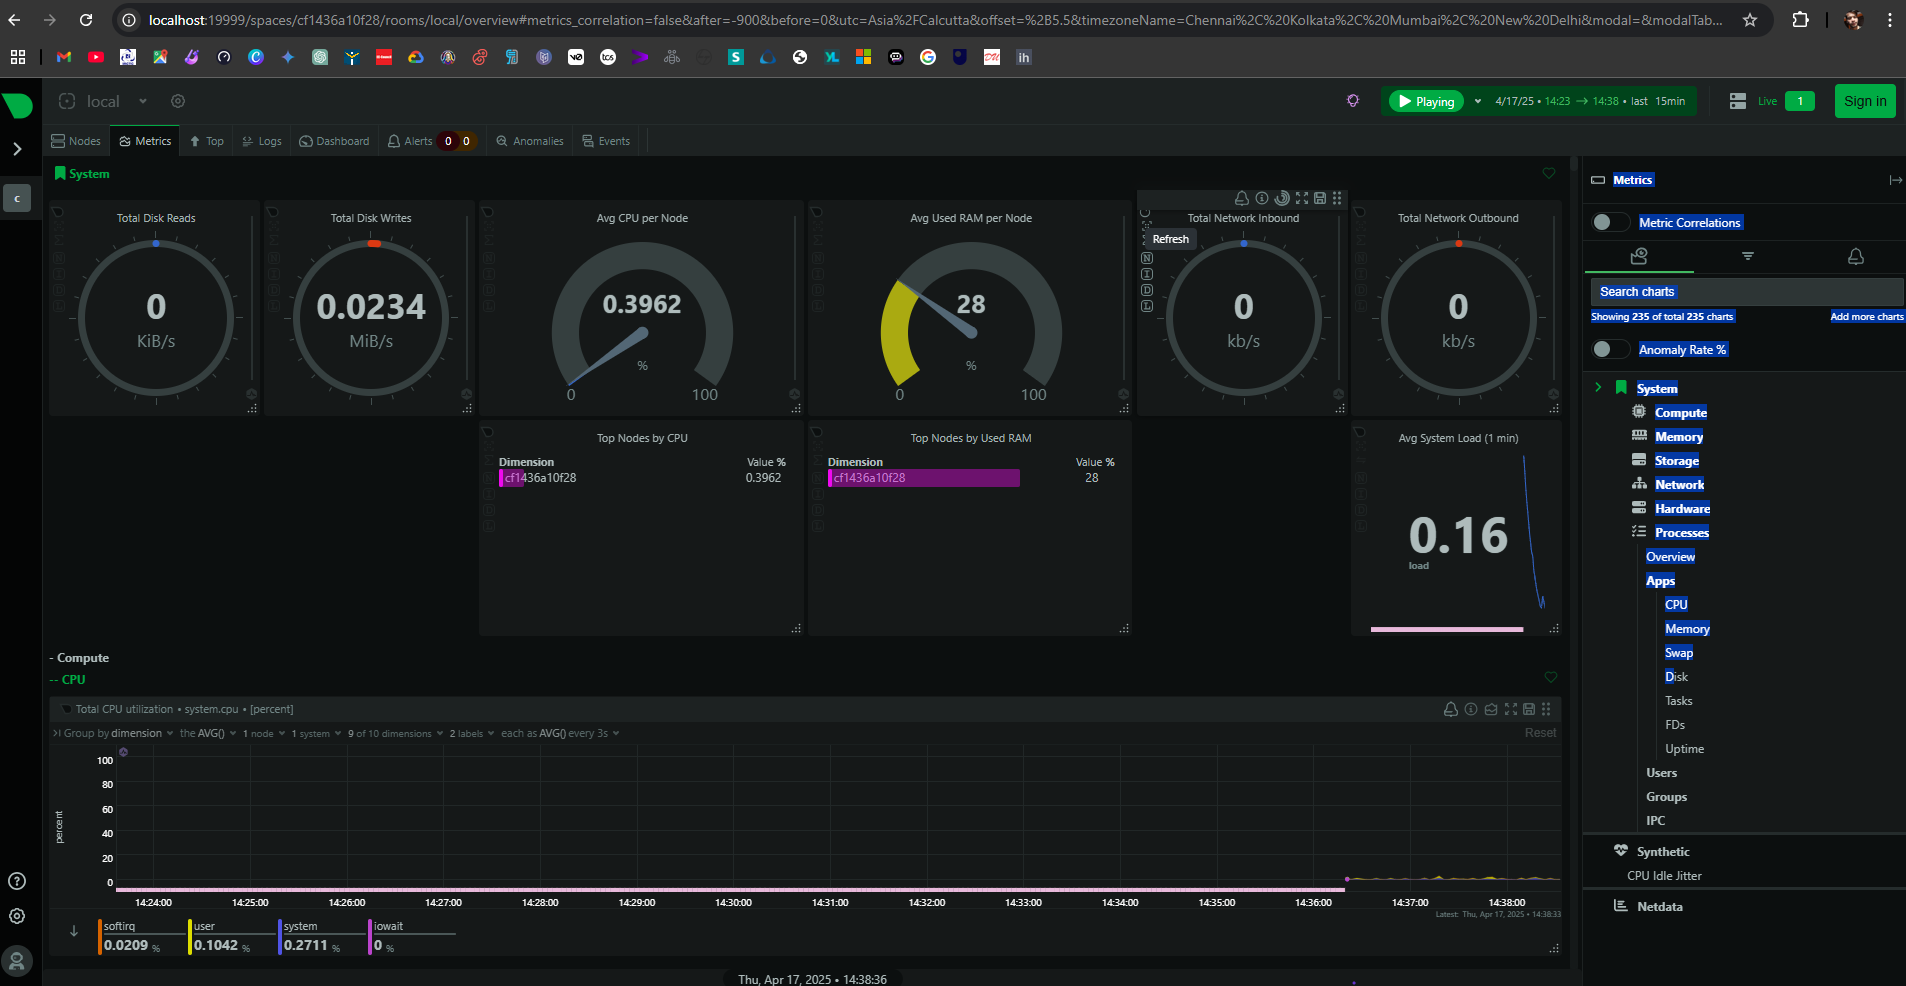 localhost:19999/spaces/cf1436a10f28/rooms/local/overview#metrics_correlation=false&after=-900&before=0&utc=Asia%2FCalcutta&offset=%2B5.5&timezoneName=Chennai%2C%20Kolkata%2C%20Mumbai%2C%20New%20Delhi&modal=&modalTab...
local
Playing
4/17/25 • 14:23 → 14:38 • last 15min
Live 1
Sign in
Nodes Metrics Top Logs Dashboard Alerts 0 0 Anomalies Events
c
System
Total Disk Reads
0
KiB/s
Total Disk Writes
0.0234
MiB/s
Avg CPU per Node
0.3962
%
0 100
Avg Used RAM per Node
28
%
0 100
Total Network Inbound
Refresh
N
I
D
L
0
kb/s
Total Network Outbound
0
kb/s
Top Nodes by CPU
Dimension Value %
cf1436a10f28 0.3962
Top Nodes by Used RAM
Dimension Value %
cf1436a10f28 28
Avg System Load (1 min)
0.16
load
- Compute
-- CPU
Total CPU utilization • system.cpu • [percent]
Group by dimension the AVG() 1 node 1 system 9 of 10 dimensions 2 labels each as AVG() every 3s
Reset
percent
100
80
60
40
20
0
14:24:00 14:25:00 14:26:00 14:27:00 14:28:00 14:29:00 14:30:00 14:31:00 14:32:00 14:33:00 14:34:00 14:35:00 14:36:00 14:37:00 14:38:00
Latest: Thu, Apr 17, 2025 • 14:38:33
softirq
0.0209 %
user
0.1042 %
system
0.2711 %
iowait
0 %
Thu, Apr 17, 2025 • 14:38:36
Metrics
Metric Correlations
Search charts
Showing 235 of total 235 charts
Add more charts
Anomaly Rate %
System
Compute
Memory
Storage
Network
Hardware
Processes
Overview
Apps
CPU
Memory
Swap
Disk
Tasks
FDs
Uptime
Users
Groups
IPC
Synthetic
CPU Idle Jitter
Netdata